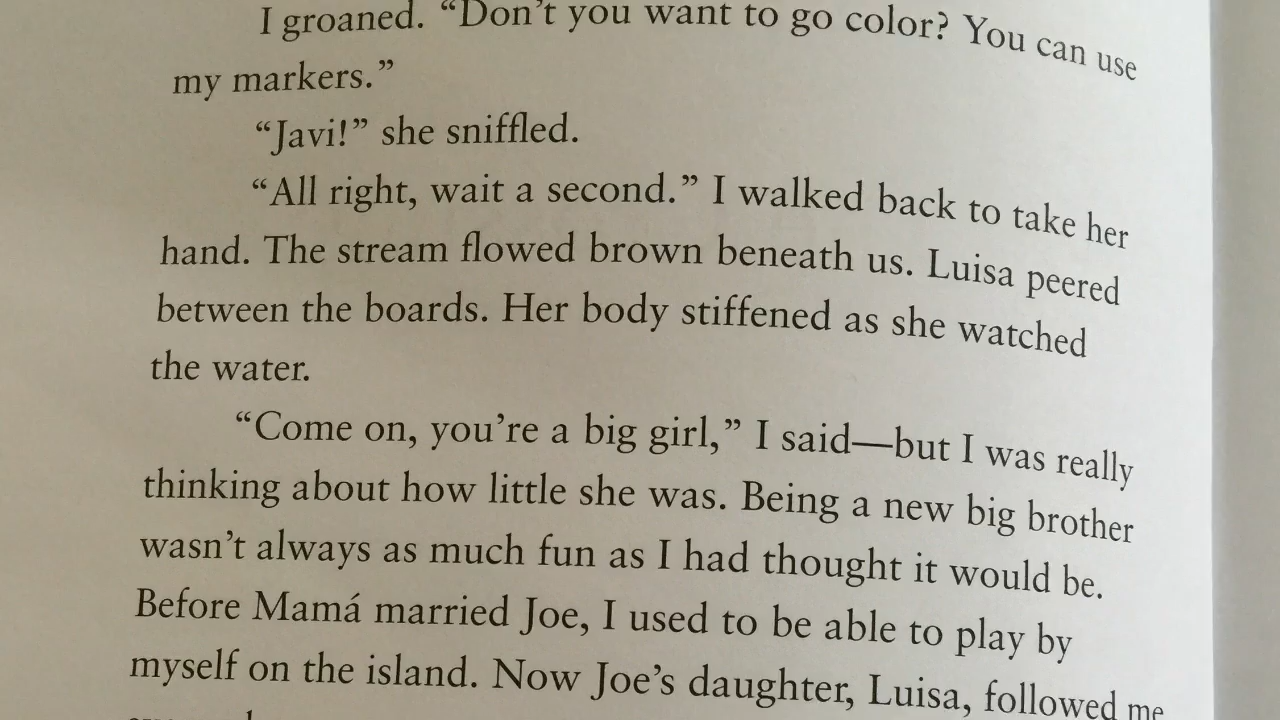 I groaned. “Don’t you want to go color? You can use
my markers.”
“Javi!” she sniffled.
“All right, wait a second.” I walked back to take her
hand. The stream flowed brown beneath us. Luisa peered
between the boards. Her body stiffened as she watched
the water.
“Come on, you’re a big girl,” I said—but I was really
thinking about how little she was. Being a new big brother
wasn’t always as much fun as I had thought it would be.
Before Mamá married Joe, I used to be able to play by
myself on the island. Now Joe’s daughter, Luisa, followed me